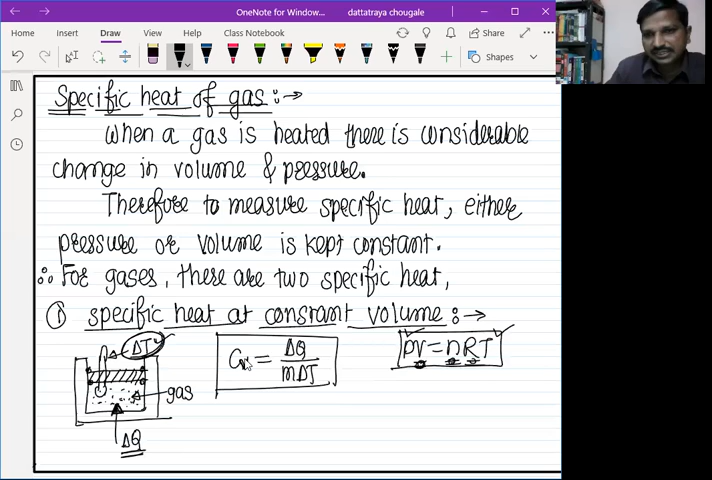 OneNote for Window...
dattatraya chougale
Home Insert Draw View Help Class Notebook Share
Shapes
Specific heat of gas :→
When a gas is heated there is considerable
change in volume & pressure.
Therefore to measure specific heat, either
pressure or volume is kept constant.
∴ For gases, there are two specific heat,
① specific heat at constant volume :→
ΔT
Cv = ΔQ / mΔT
PV = nRT
gas
ΔQ